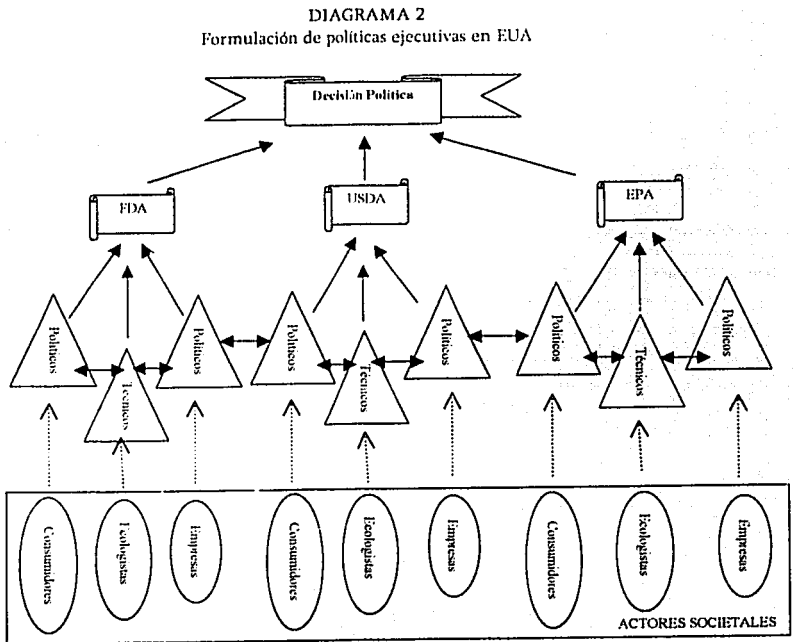 DIAGRAMA 2
Formulación de políticas ejecutivas en EUA
Decisión Política
FDA
USDA
EPA
Políticos
Técnicos
Políticos
Políticos
Técnicos
Políticos
Políticos
Técnicos
Políticos
Consumidores
Ecologistas
Empresas
Consumidores
Ecologistas
Empresas
Consumidores
Ecologistas
Empresas
ACTORES SOCIETALES